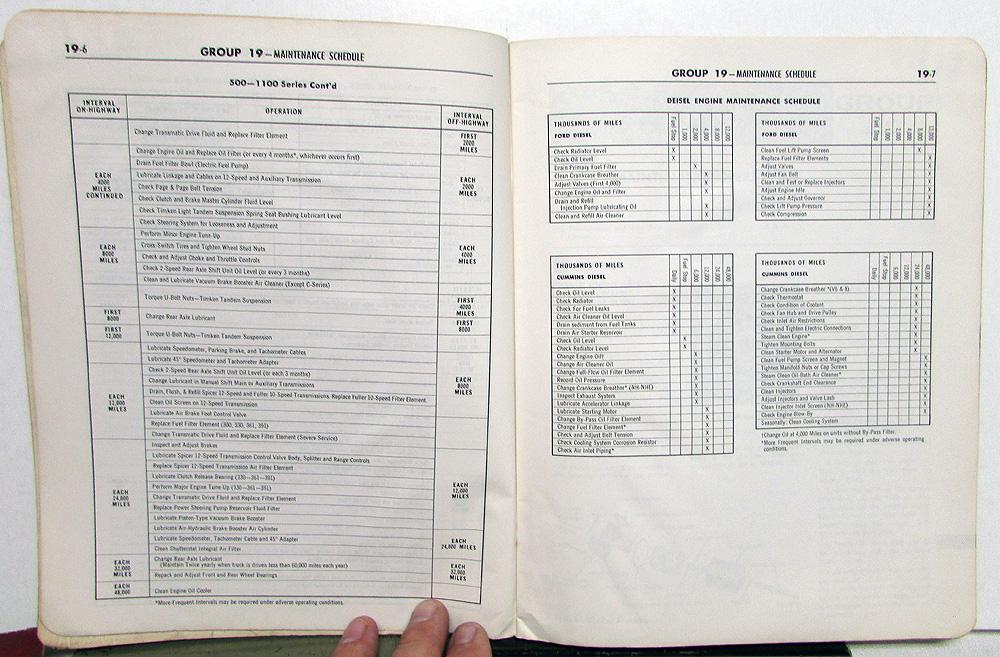 19-6
GROUP 19—MAINTENANCE SCHEDULE
500—1100 Series Cont'd
INTERVAL
ON-HIGHWAY
OPERATION
INTERVAL
OFF-HIGHWAY
Change Transmatic Drive Fluid and Replace Filter Element
FIRST
2000
MILES
EACH
4000
MILES
CONTINUED
Change Engine Oil and Replace Oil Filter (or every 4 months*, whichever occurs first)
Drain Fuel Filter Bowl (Electric Fuel Pump)
Lubricate Linkage and Cables on 12-Speed and Auxiliary Transmission
Check Page & Page Belt Tension
Check Clutch and Brake Master Cylinder Fluid Level
Check Timken Light Tandem Suspension Spring Seat Bushing Lubricant Level
Check Steering System for Looseness and Adjustment
EACH
2000
MILES
EACH
8000
MILES
Perform Minor Engine Tune-Up
Cross-Switch Tires and Tighten Wheel Stud Nuts
Check and Adjust Choke and Throttle Controls
Check 2-Speed Rear Axle Shift Unit Oil Level (or every 3 months)
Clean and Lubricate Vacuum Brake Booster Air Cleaner (Except C-Series)
EACH
4000
MILES
Torque U-Bolt Nuts—Timken Tandem Suspension
FIRST
4000
MILES
FIRST
8000
Change Rear Axle Lubricant
FIRST
8000
FIRST
12,000
Torque U-Bolt Nuts—Timken Tandem Suspension
EACH
12,000
MILES
Lubricate Speedometer, Parking Brake, and Tachometer Cables
Lubricate 45° Speedometer and Tachometer Adapter
Check 2-Speed Rear Axle Shift Unit Oil Level (or each 3 months)
Change Lubricant in Manual Shift Main or Auxiliary Transmissions
Drain, Flush, & Refill Spicer 12-Speed and Fuller 10-Speed Transmissions. Replace Fuller 10-Speed Filter Element
Clean Oil Screen on 12-Speed Transmission
Lubricate Air Brake Foot Control Valve
Replace Fuel Filter Element (300, 330, 361, 391)
EACH
8000
MILES
Change Transmatic Drive Fluid and Replace Filter Element (Severe Service)
Inspect and Adjust Brakes
EACH
24,000
MILES
Lubricate Spicer 12-Speed Transmission Control Valve Body, Splitter and Range Controls
Replace Spicer 12-Speed Transmission Air Filter Element
Lubricate Clutch Release Bearing (330—361—391)
Perform Major Engine Tune-Up (330—361—391)
Change Transmatic Drive Fluid and Replace Filter Element
Replace Power Steering Pump Reservoir Fluid Filter
Lubricate Piston-Type Vacuum Brake Booster
Lubricate Air-Hydraulic Brake Booster Air Cylinder
Lubricate Speedometer, Tachometer Cable and 45° Adapter
EACH
12,000
MILES
Clean Shutterstat Integral Air Filter
EACH
24,000 MILES
EACH
32,000
MILES
Change Rear Axle Lubricant
(Maintain Twice yearly when truck is driven less than 60,000 miles each year)
Repack and Adjust Front and Rear Wheel Bearings
EACH
32,000
MILES
EACH
48,000
Clean Engine Oil Cooler
*More Frequent Intervals may be required under adverse operating conditions.
GROUP 19—MAINTENANCE SCHEDULE
19-7
DEISEL ENGINE MAINTENANCE SCHEDULE
THOUSANDS OF MILES
FORD DIESEL
Fuel Stop 1,000 2,000 4,000 8,000 12,000
Check Radiator Level X
Check Oil Level X
Drain Primary Fuel Filter X
Clean Crankcase Breather X
Adjust Valves (First 4,000) X
Change Engine Oil and Filter X
Drain and Refill
Injection Pump Lubricating Oil X
Clean and Refill Air Cleaner X
THOUSANDS OF MILES
FORD DIESEL
Fuel Stop 1,000 2,000 4,000 8,000 12,000
Clean Fuel Lift Pump Screen X
Replace Fuel Filter Elements X
Adjust Valves X
Adjust Fan Belt X
Clean and Test or Replace Injectors X
Adjust Engine Idle X
Check and Adjust Governor X
Check Lift Pump Pressure X
Check Compression X
THOUSANDS OF MILES
CUMMINS DIESEL
Daily Fuel Stop 6,000 12,000 24,000 48,000
Check Oil Level X
Check Radiator X
Check For Fuel Leaks X
Check Air Cleaner Oil Level X
Drain sediment from Fuel Tanks X
Drain Air Starter Reservoir X
Check Oil Level X
Check Radiator Level X
Change Engine Oil† X
Change Air Cleaner Oil X
Change Full-Flow Oil Filter Element X
Record Oil Pressure X
Change Crankcase Breather* (NH-NHE) X
Inspect Exhaust System X
Lubricate Accelerator Linkage X
Lubricate Starting Motor X
Change By-Pass Oil Filter Element X
Change Fuel Filter Element* X
Check and Adjust Belt Tension X
Check Cooling System Corrosion Resistor X
Check Air Inlet Piping* X
THOUSANDS OF MILES
CUMMINS DIESEL
Daily Fuel Stop 6,000 12,000 24,000 48,000
Change Crankcase Breather *(V6 & 8) X
Check Thermostat X
Check Condition of Coolant X
Check Fan Hub and Drive Pulley X
Check Inlet Air Restrictions X
Clean and Tighten Electric Connections X
Steam Clean Engine* X
Tighten Mounting Bolts X
Clean Starter Motor and Alternator X
Clean Fuel Pump Screen and Magnet X
Tighten Manifold Nuts or Cap Screws X
Steam Clean Oil-Bath Air Cleaner* X
Check Crankshaft End Clearance X
Clean Injectors X
Adjust Injectors and Valve Lash X
Clean Injector Inlet Screen (NH-NHE) X
Check Engine Blow-By X
Seasonally: Clean Cooling System
†Change Oil at 4,000 Miles on units without By-Pass Filter.
*More Frequent Intervals may be required under adverse operating
conditions.